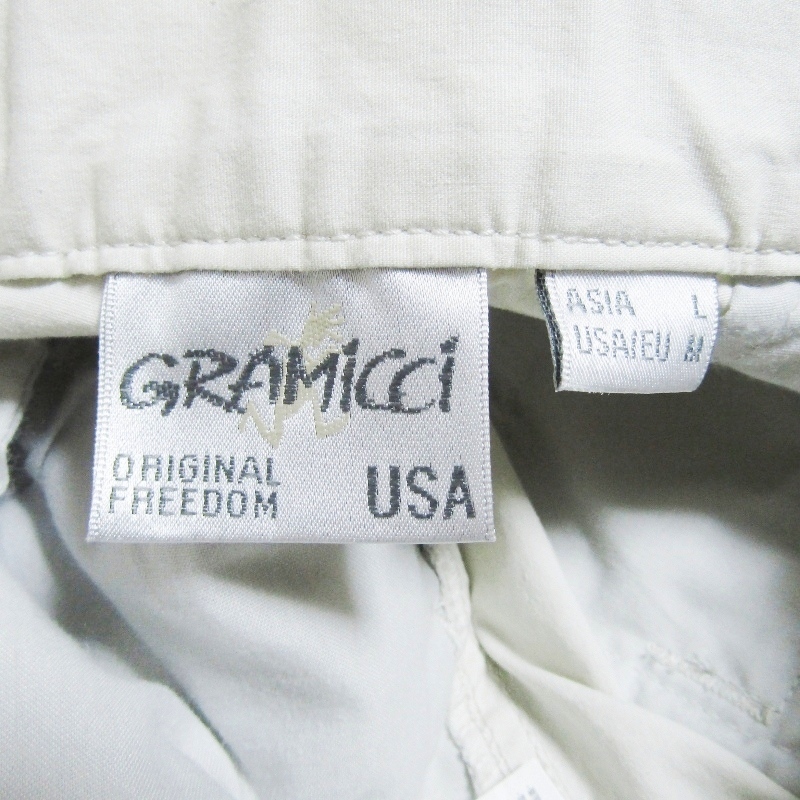 GRAMiCCi
ORIGINAL
FREEDOM
USA
ASIA L
USA/EU M